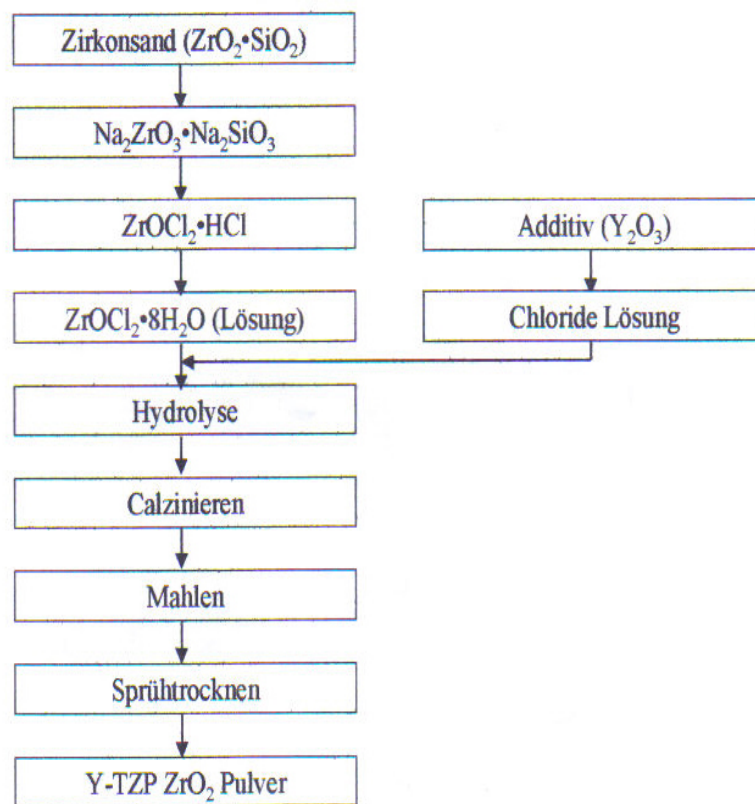 Zirkonsand (ZrO₂•SiO₂)
Na₂ZrO₃•Na₂SiO₃
ZrOCl₂•HCl
Additiv (Y₂O₃)
ZrOCl₂•8H₂O (Lösung)
Chloride Lösung
Hydrolyse
Calzinieren
Mahlen
Sprühtrocknen
Y-TZP ZrO₂ Pulver